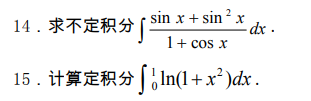 14．求不定积分∫ (sin x + sin² x)/(1 + cos x) dx .
15．计算定积分∫₀¹ ln(1+x²)dx .